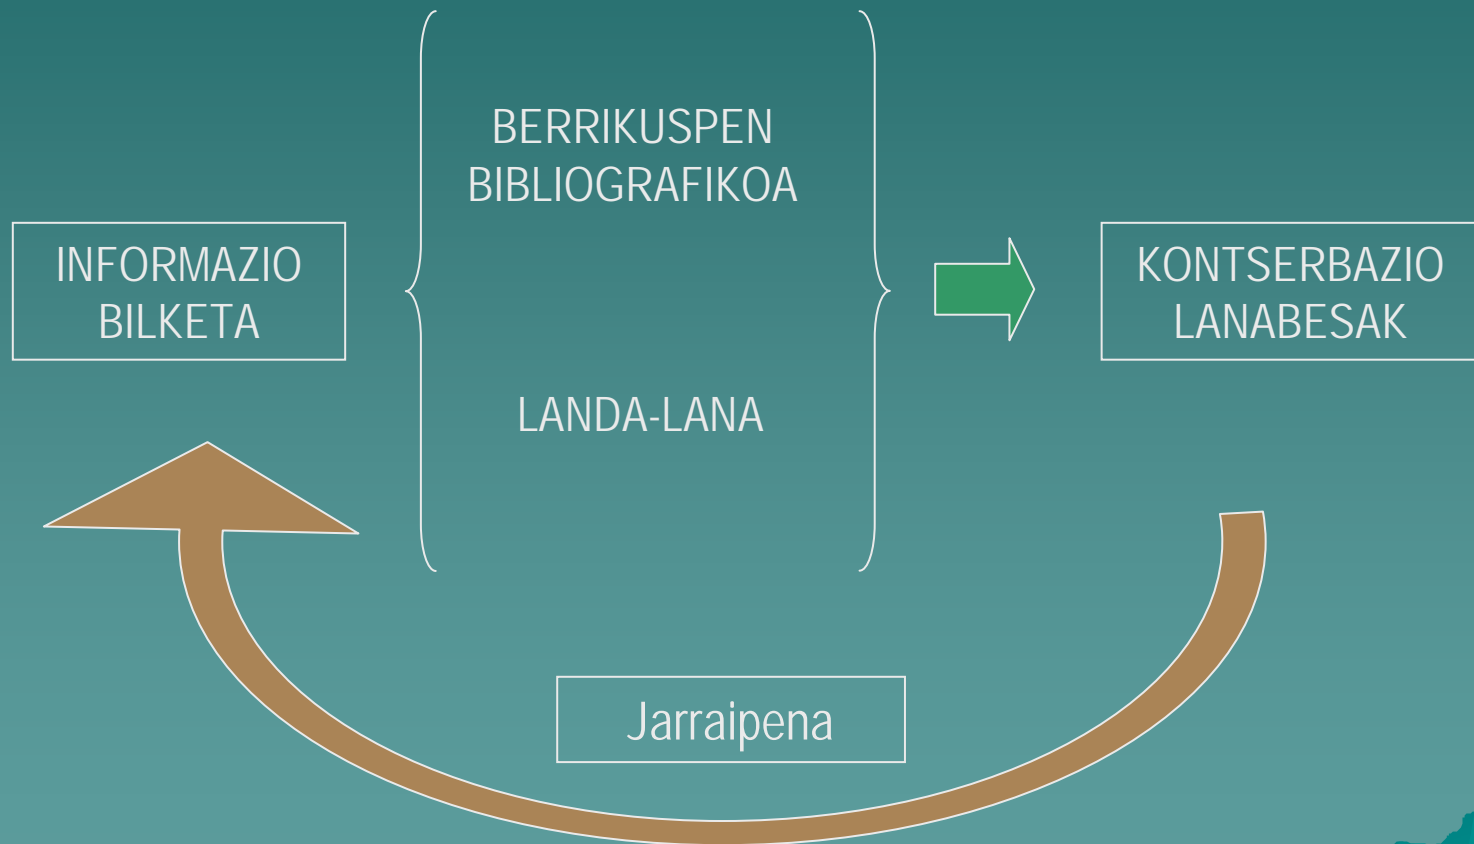 INFORMAZIO
BILKETA
BERRIKUSPEN
BIBLIOGRAFIKOA
LANDA-LANA
KONTSERBAZIO
LANABESAK
Jarraipena